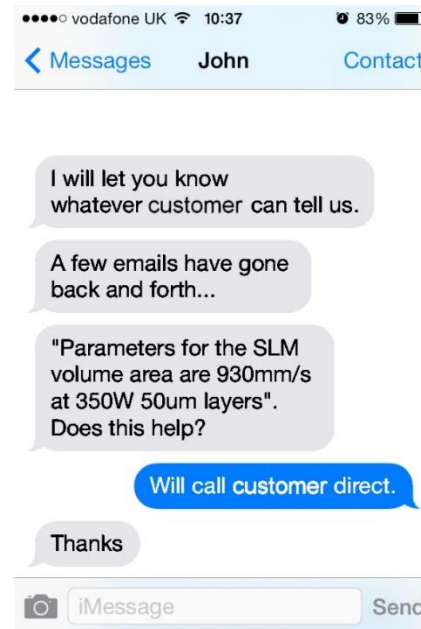 vodafone UK 10:37 83%
Messages John Contact
I will let you know
whatever customer can tell us.
A few emails have gone
back and forth...
"Parameters for the SLM
volume area are 930mm/s
at 350W 50um layers".
Does this help?
Will call customer direct.
Thanks
iMessage Send